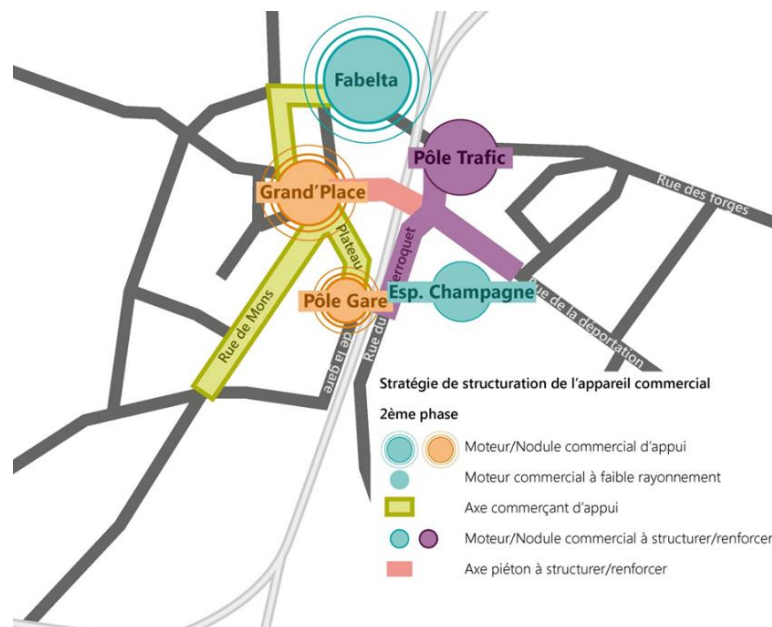 Fabelta
Pôle Trafic
Grand'Place
Rue des forges
Plateau
Rue du Perroquet
Pôle Gare
Esp. Champagne
Rue de Mons
de la gare
Rue de la déportation
Stratégie de structuration de l'appareil commercial
2ème phase
Moteur/Nodule commercial d'appui
Moteur commercial à faible rayonnement
Axe commerçant d'appui
Moteur/Nodule commercial à structurer/renforcer
Axe piéton à structurer/renforcer